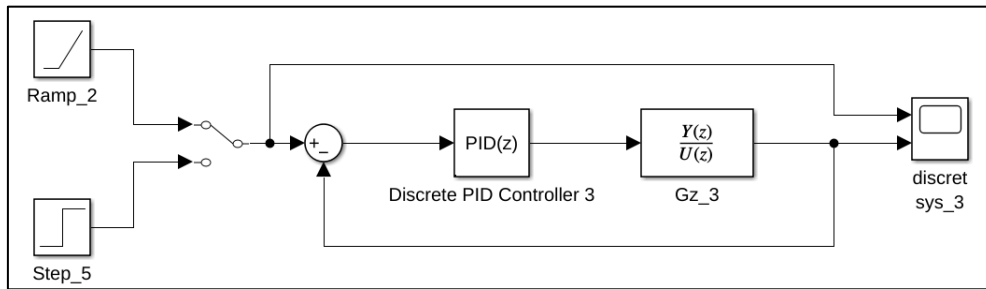 Ramp_2
+
−
PID(z)
Y(z)
U(z)
Discrete PID Controller 3
Gz_3
discret
sys_3
Step_5